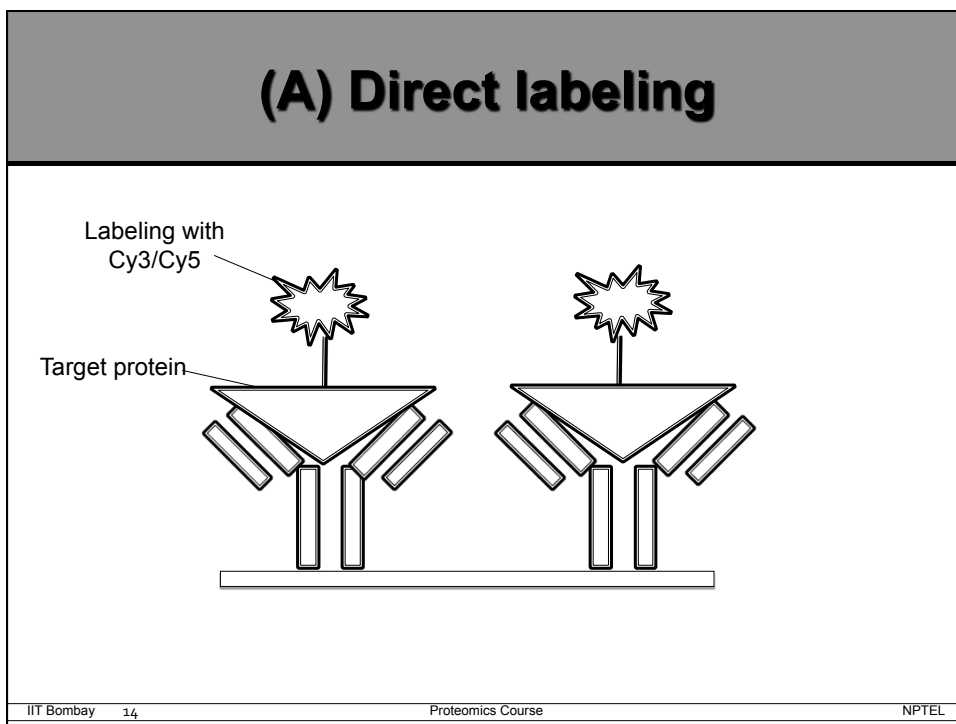 (A) Direct labeling
Labeling with
Cy3/Cy5
Target protein
IIT Bombay 14 Proteomics Course NPTEL